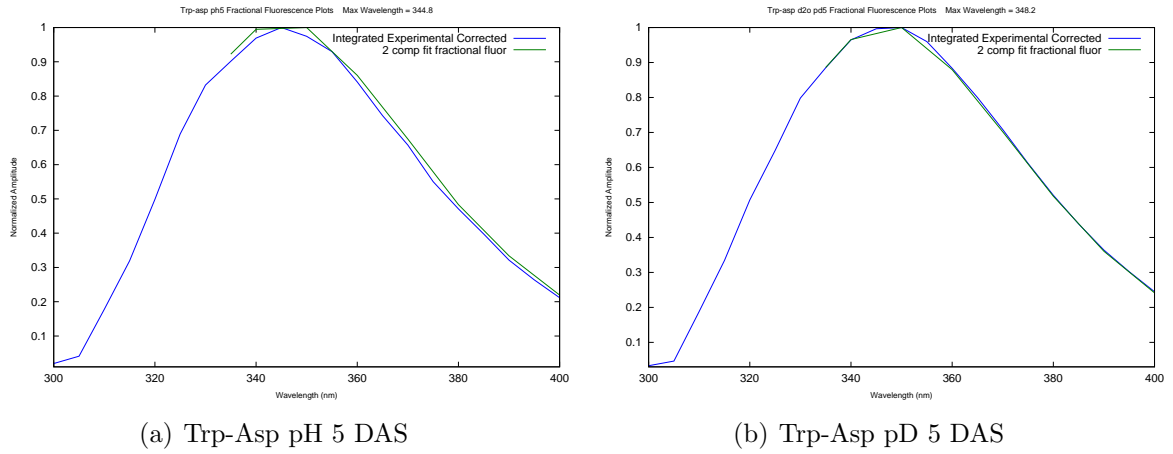 Trp-asp ph5 Fractional Fluorescence Plots Max Wavelength = 344.8
Integrated Experimental Corrected
2 comp fit fractional fluor
1
0.9
0.8
0.7
0.6
0.5
0.4
0.3
0.2
0.1
Normalized Amplitude
300 320 340 360 380 400
Wavelength (nm)
(a) Trp-Asp pH 5 DAS
Trp-asp d2o pd5 Fractional Fluorescence Plots Max Wavelength = 348.2
Integrated Experimental Corrected
2 comp fit fractional fluor
1
0.9
0.8
0.7
0.6
0.5
0.4
0.3
0.2
0.1
Normalized Amplitude
300 320 340 360 380 400
Wavelength (nm)
(b) Trp-Asp pD 5 DAS